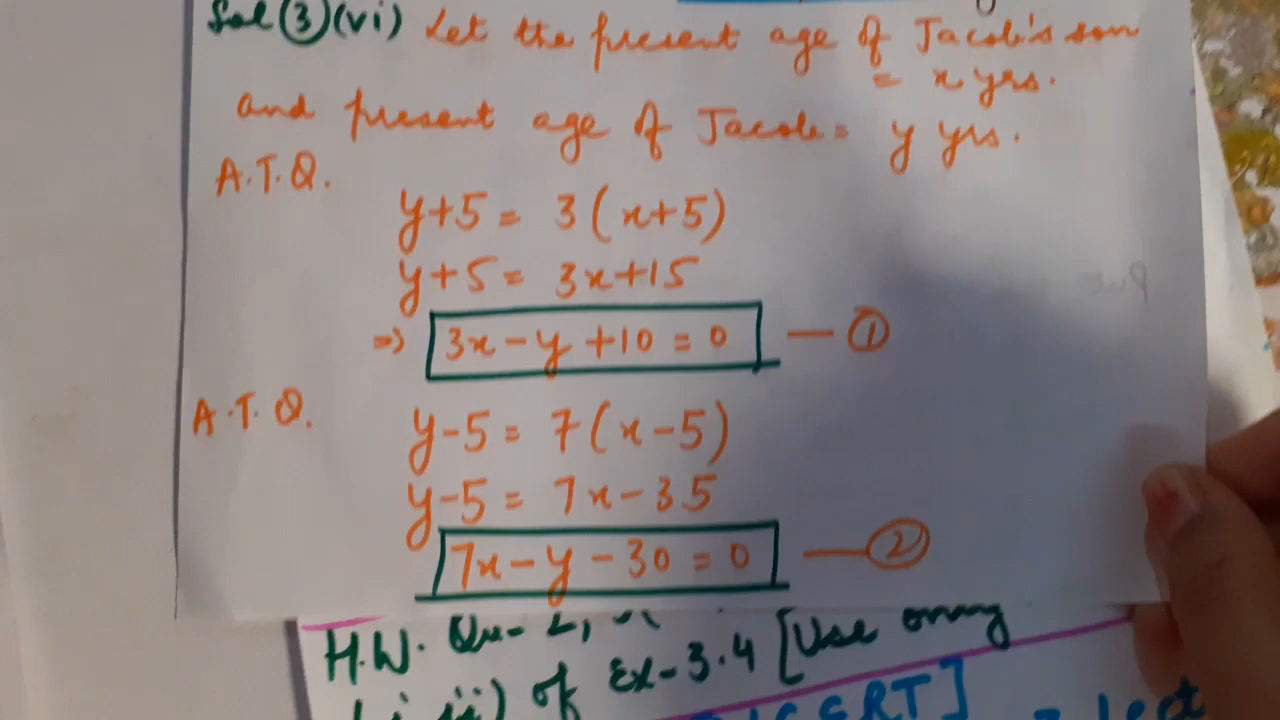 Sol (3) (vi) Let the present age of Jacob's son
= x yrs.
and present age of Jacob = y yrs.
A.T.Q.
y+5 = 3(x+5)
y+5 = 3x+15
⇒ 3x-y+10=0 — ①
A.T.Q.
y-5 = 7(x-5)
y-5 = 7x-35
7x-y-30=0 — ②
H.W. Qu-
ii) of Ex-3.4 [Use only